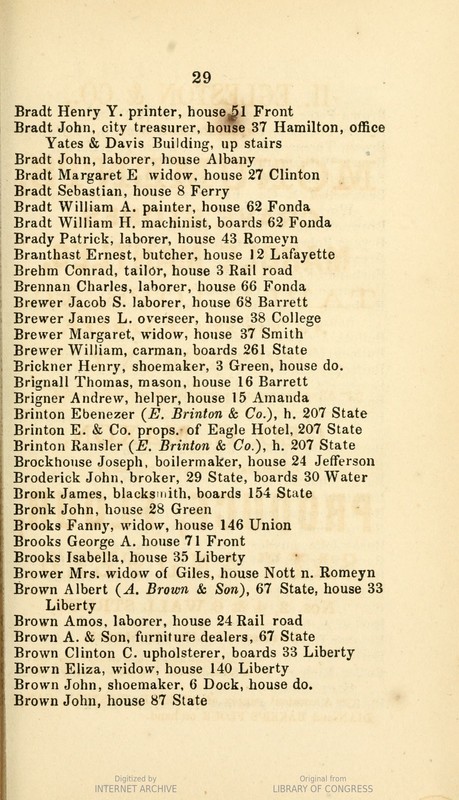 29
Bradt Henry Y. printer, house 51 Front
Bradt John, city treasurer, house 37 Hamilton, office
Yates & Davis Building, up stairs
Bradt John, laborer, house Albany
Bradt Margaret E widow, house 27 Clinton
Bradt Sebastian, house 8 Ferry
Bradt William A. painter, house 62 Fonda
Bradt William H. machinist, boards 62 Fonda
Brady Patrick, laborer, house 43 Romeyn
Branthast Ernest, butcher, house 12 Lafayette
Brehm Conrad, tailor, house 3 Rail road
Brennan Charles, laborer, house 66 Fonda
Brewer Jacob S. laborer, house 68 Barrett
Brewer James L. overseer, house 38 College
Brewer Margaret, widow, house 37 Smith
Brewer William, carman, boards 261 State
Brickner Henry, shoemaker, 3 Green, house do.
Brignall Thomas, mason, house 16 Barrett
Brigner Andrew, helper, house 15 Amanda
Brinton Ebenezer (E. Brinton & Co.), h. 207 State
Brinton E. & Co. props. of Eagle Hotel, 207 State
Brinton Ransler (E. Brinton & Co.), h. 207 State
Brockhouse Joseph, boilermaker, house 24 Jefferson
Broderick John, broker, 29 State, boards 30 Water
Bronk James, blacksmith, boards 154 State
Bronk John, house 28 Green
Brooks Fanny, widow, house 146 Union
Brooks George A. house 71 Front
Brooks Isabella, house 35 Liberty
Brower Mrs. widow of Giles, house Nott n. Romeyn
Brown Albert (A. Brown & Son), 67 State, house 33
Liberty
Brown Amos, laborer, house 24 Rail road
Brown A. & Son, furniture dealers, 67 State
Brown Clinton C. upholsterer, boards 33 Liberty
Brown Eliza, widow, house 140 Liberty
Brown John, shoemaker, 6 Dock, house do.
Brown John, house 87 State
Digitized by
INTERNET ARCHIVE
Original from
LIBRARY OF CONGRESS